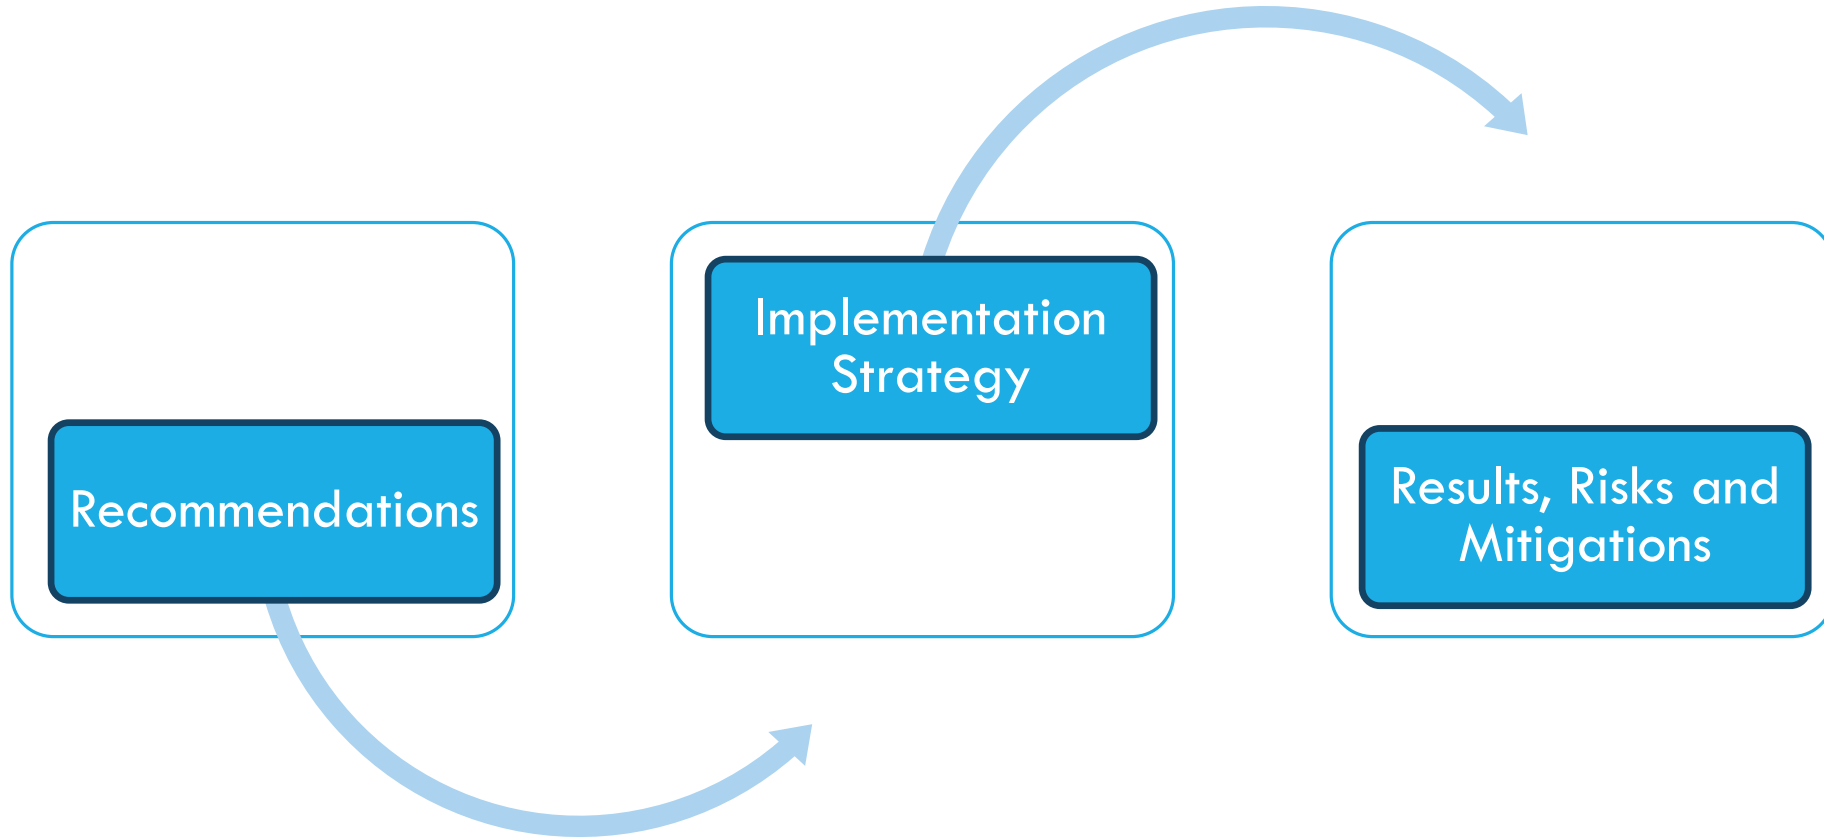 Recommendations
Implementation
Strategy
Results, Risks and
Mitigations